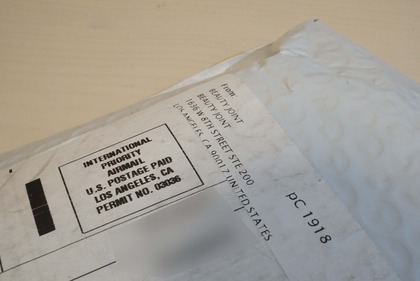 From:
BEAUTY JOINT
BEAUTY JOINT
1636 W 8TH STREET STE 200
LOS ANGELES, CA 90017 UNITED STATES
PC 1918
INTERNATIONAL
PRIORITY
AIRMAIL
U.S. POSTAGE PAID
LOS ANGELES, CA
PERMIT NO. 03036